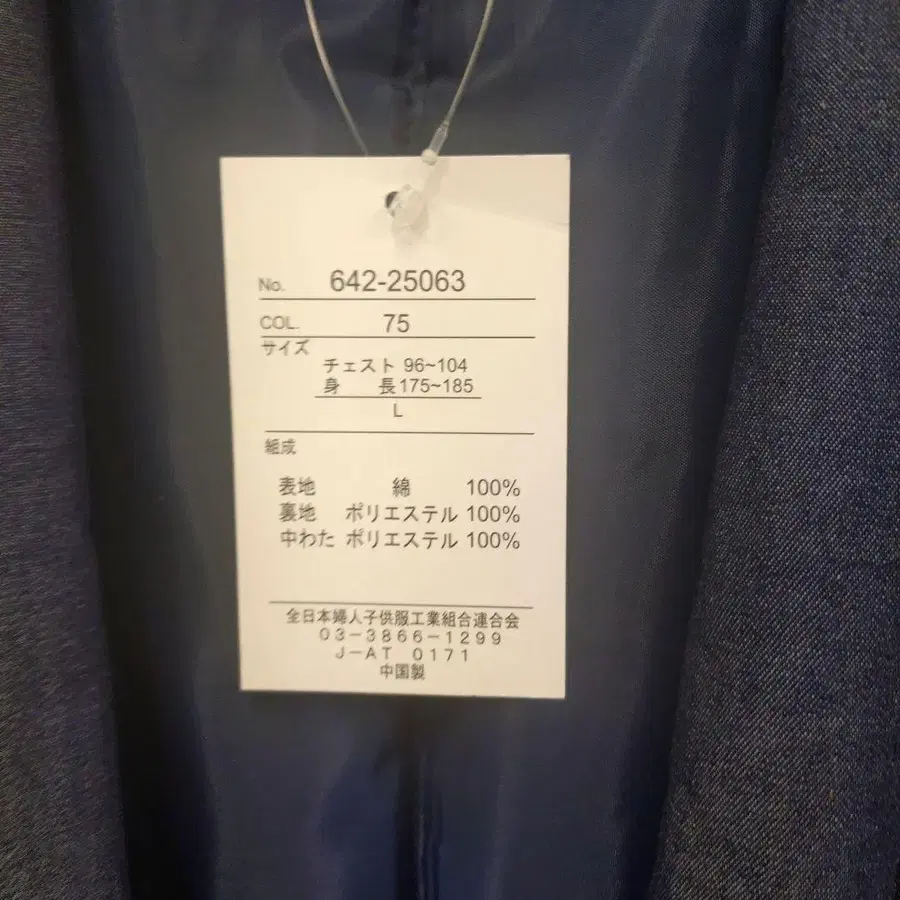 No. 642-25063
COL. 75
サイズ
チェスト 96~104
身 長 175~185
L
組成
表地 綿 100%
裏地 ポリエステル 100%
中わた ポリエステル 100%
全日本婦人子供服工業組合連合会
03-3866-1299
J-AT 0171
中国製